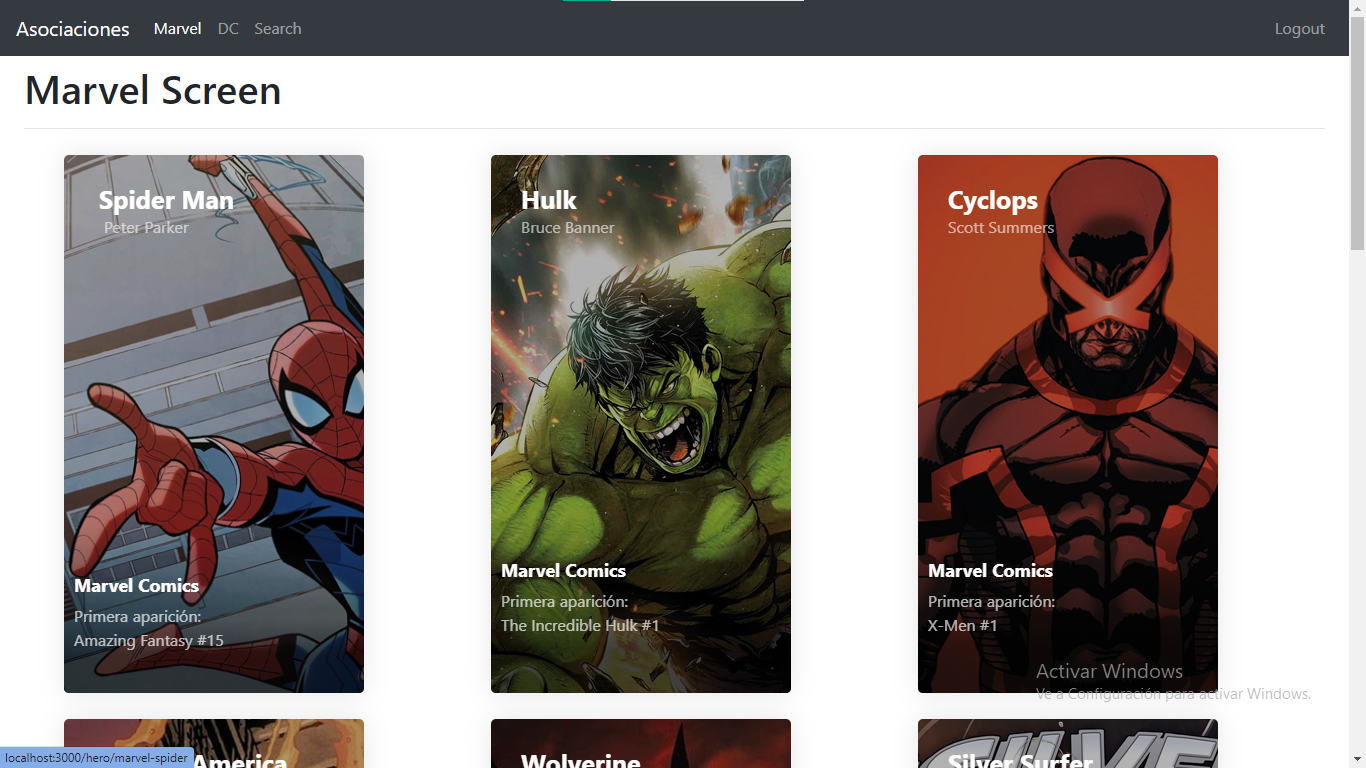 Asociaciones Marvel DC Search Logout
Marvel Screen
Spider Man
Peter Parker
Marvel Comics
Primera aparición:
Amazing Fantasy #15
Hulk
Bruce Banner
Marvel Comics
Primera aparición:
The Incredible Hulk #1
Cyclops
Scott Summers
Marvel Comics
Primera aparición:
X-Men #1
Activar Windows
Ve a Configuración para activar Windows.
America
Wolverine
Silver Surfer
localhost:3000/hero/marvel-spider